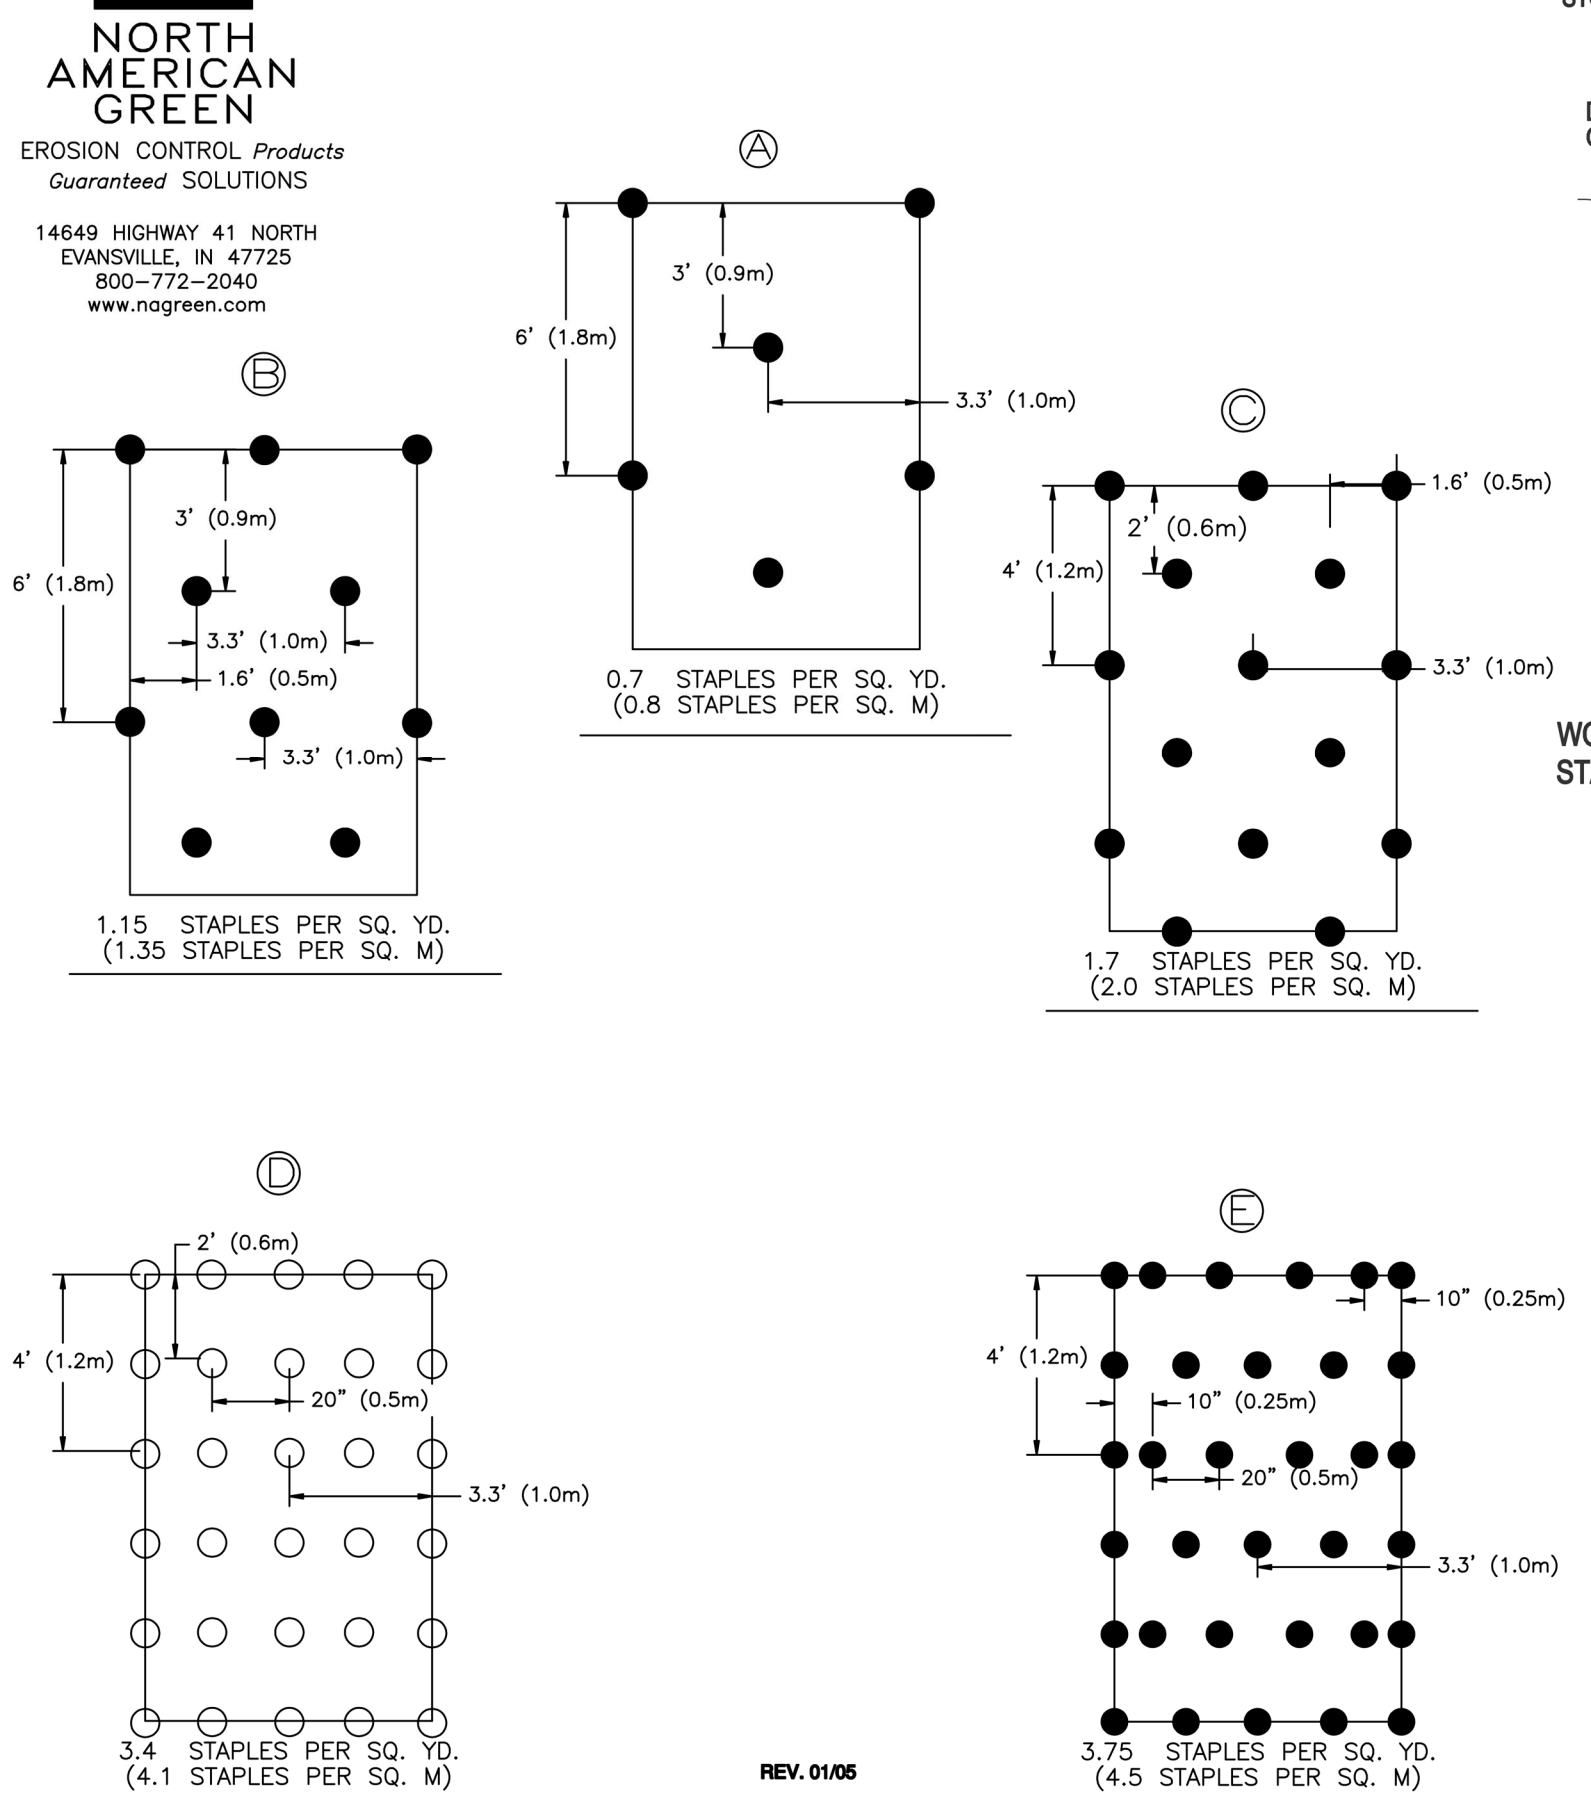 NORTH
AMERICAN
GREEN
EROSION CONTROL Products
Guaranteed SOLUTIONS
14649 HIGHWAY 41 NORTH
EVANSVILLE, IN 47725
800-772-2040
www.nagreen.com
A
3' (0.9m)
6' (1.8m)
3.3' (1.0m)
0.7 STAPLES PER SQ. YD.
(0.8 STAPLES PER SQ. M)
B
3' (0.9m)
6' (1.8m)
3.3' (1.0m)
1.6' (0.5m)
3.3' (1.0m)
1.15 STAPLES PER SQ. YD.
(1.35 STAPLES PER SQ. M)
C
1.6' (0.5m)
2' (0.6m)
4' (1.2m)
3.3' (1.0m)
1.7 STAPLES PER SQ. YD.
(2.0 STAPLES PER SQ. M)
D
2' (0.6m)
4' (1.2m)
20" (0.5m)
3.3' (1.0m)
3.4 STAPLES PER SQ. YD.
(4.1 STAPLES PER SQ. M)
E
10" (0.25m)
4' (1.2m)
10" (0.25m)
20" (0.5m)
3.3' (1.0m)
3.75 STAPLES PER SQ. YD.
(4.5 STAPLES PER SQ. M)
REV. 01/05